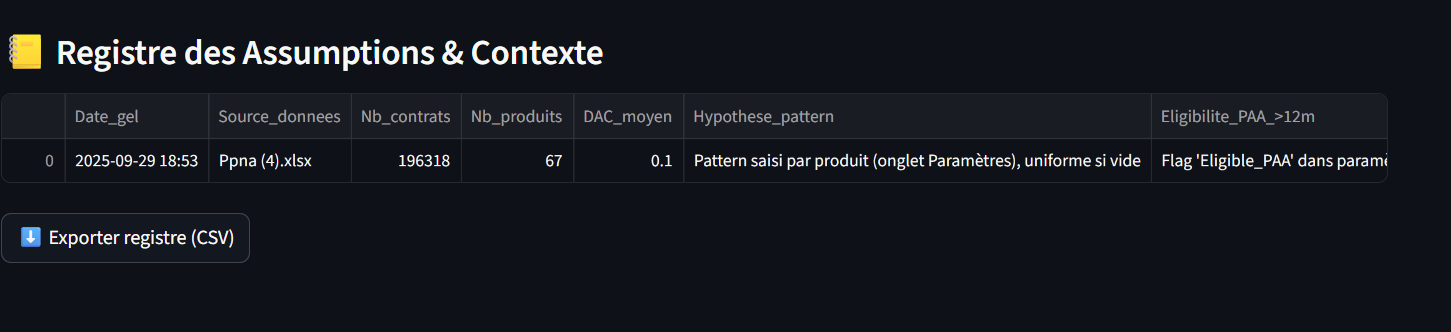 Registre des Assumptions & Contexte
Date_gel Source_donnees Nb_contrats Nb_produits DAC_moyen Hypothese_pattern Eligibilite_PAA_>12m
0 2025-09-29 18:53 Ppna (4).xlsx 196318 67 0.1 Pattern saisi par produit (onglet Paramètres), uniforme si vide Flag 'Eligible_PAA' dans paramè
Exporter registre (CSV)